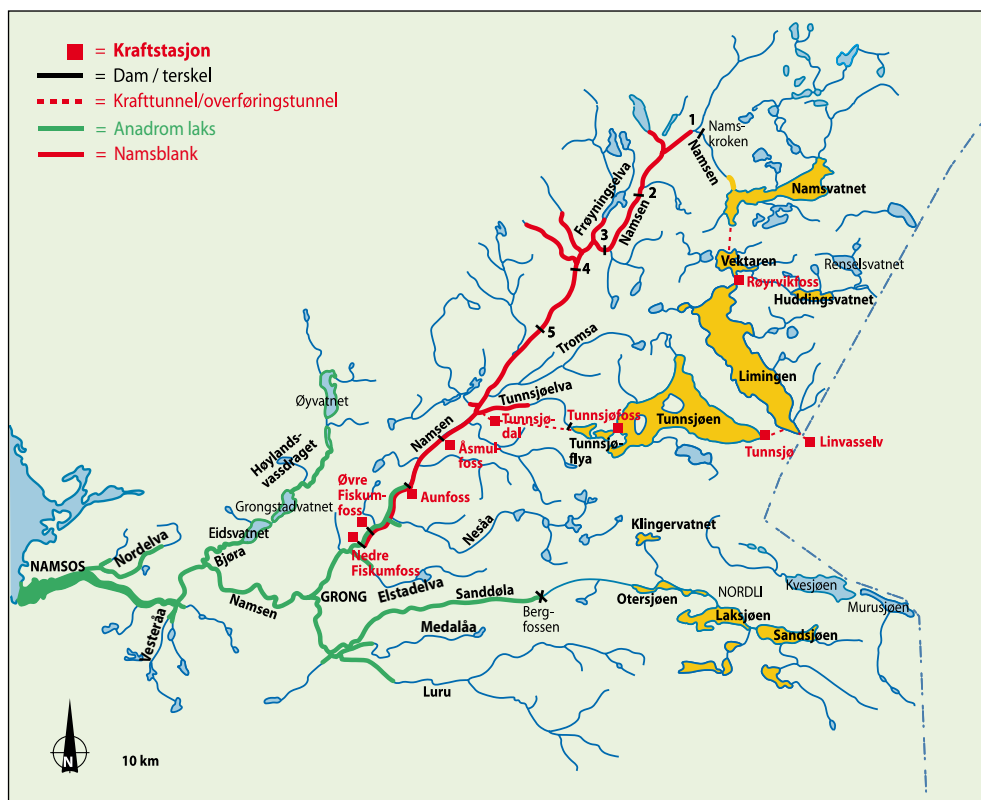 = Kraftstasjon
= Dam / terskel
= Krafttunnel/overføringstunnel
= Anadrom laks
= Namsblank
1
Nams-
kroken
Namsen
Namsvatnet
2
Frøyningselva
Namsen
3
4
Vektaren
Renselsvatnet
Røyrvikfoss
Huddingsvatnet
5
Tromsa
Limingen
Øyvatnet
Tunnsjøelva
Tunnsjøfoss
Tunnsjøen
Tunnsjø-
dal
Namsen
Tunnsjø-
flya
Tunnsjø
Linvasselv
Åsmul-
foss
Høylands-
vassdraget
Øvre
Fiskum-
foss
Aunfoss
Grongstadvatnet
Eidsvatnet
Nesåa
Klingervatnet
Nordelva
Bjøra
Nedre
Fiskumfoss
NAMSOS
Namsen
GRONG
Elstadelva
Sanddøla
Berg-
fossen
Otersjøen
NORDLI
Kvesjøen
Murusjøen
Laksjøen
Sandsjøen
Vesteråa
Medalåa
Luru
N
10 km